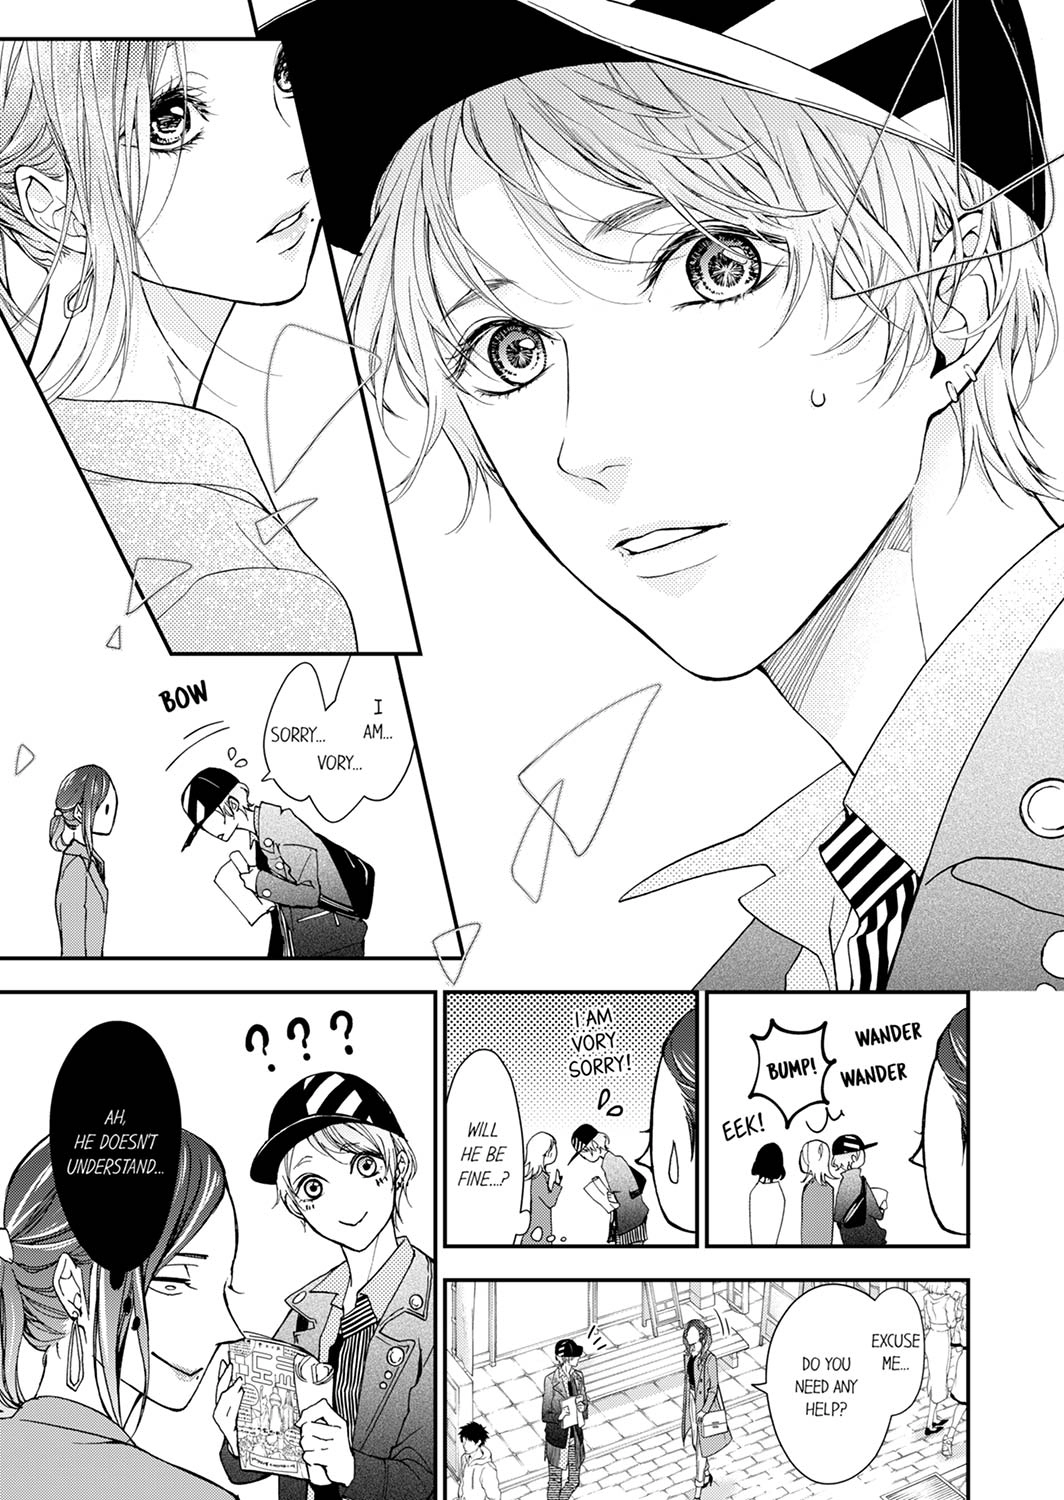 I
AM...
VORY...
SORRY...
BOW
WANDER
WANDER
BUMP!
EEK!
I AM
VORY
SORRY!
WILL
HE BE
FINE...?
EXCUSE
ME...
DO YOU
NEED ANY
HELP?
? ? ?
AH,
HE DOESN'T
UNDERSTAND...